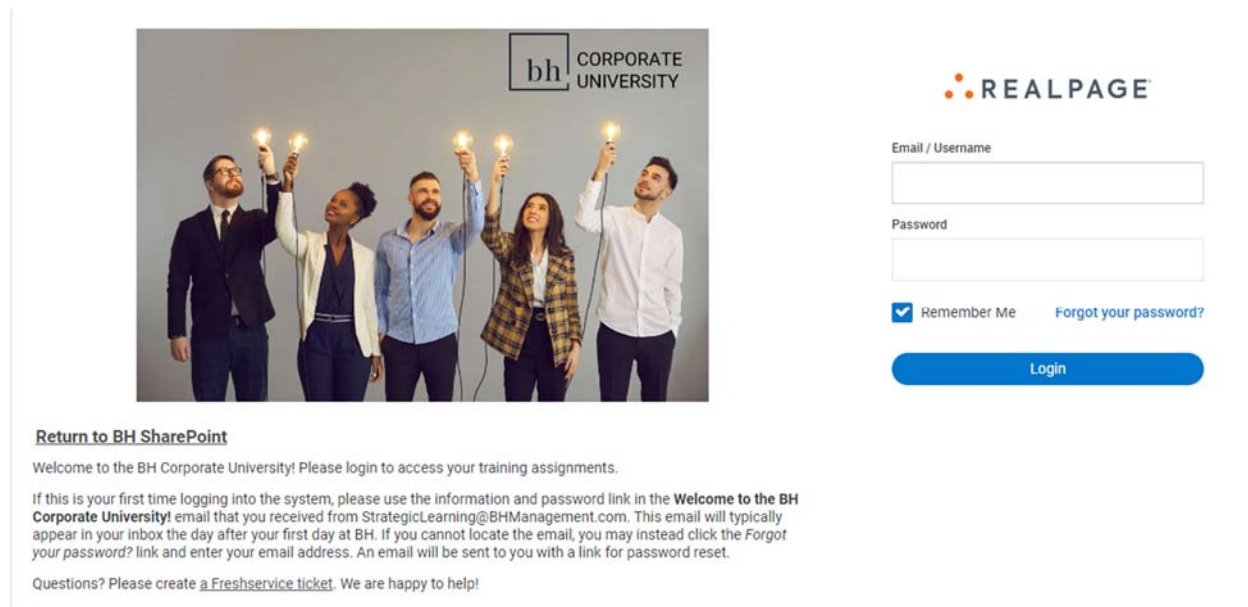 bh CORPORATE
UNIVERSITY
REALPAGE
Email / Username
Password
Remember Me Forgot your password?
Login
Return to BH SharePoint
Welcome to the BH Corporate University! Please login to access your training assignments.
If this is your first time logging into the system, please use the information and password link in the Welcome to the BH
Corporate University! email that you received from StrategicLearning@BHManagement.com. This email will typically
appear in your inbox the day after your first day at BH. If you cannot locate the email, you may instead click the Forgot
your password? link and enter your email address. An email will be sent to you with a link for password reset.
Questions? Please create a Freshservice ticket. We are happy to help!